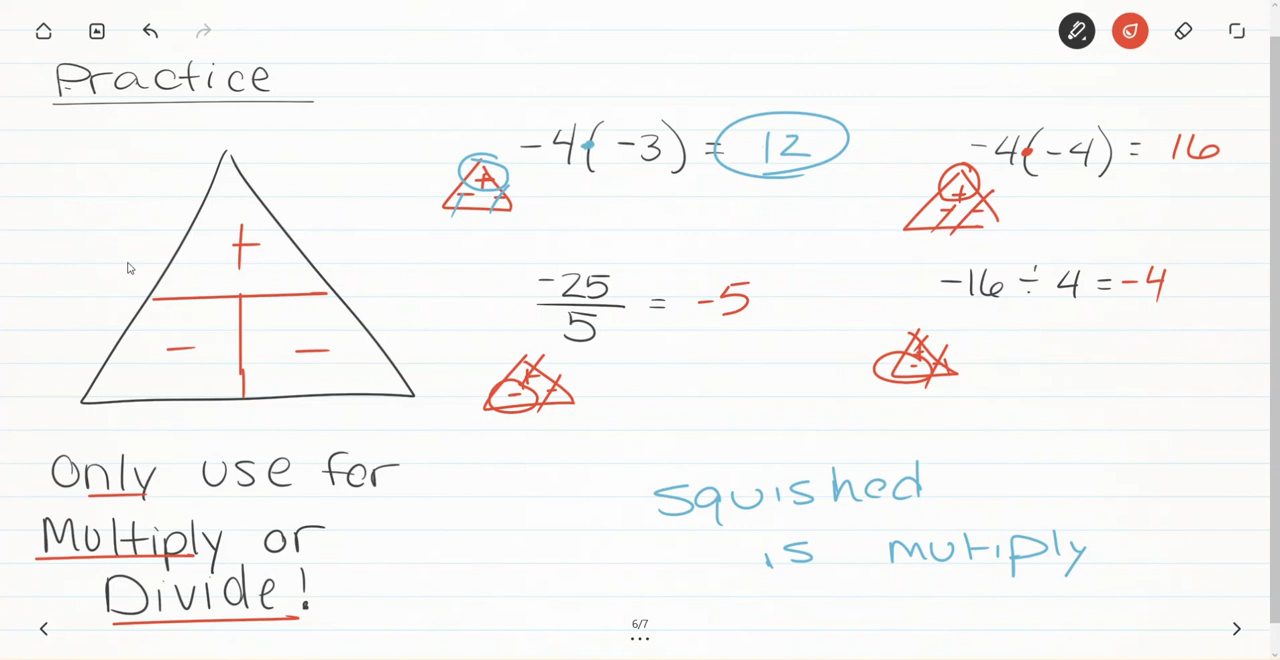 Practice
-4·(-3) = 12
-4·(-4) = 16
+
- -
+
- -
+
- -
-25
5
= -5
-16 ÷ 4 = -4
+
- -
+
- -
Only use for
Multiply or
Divide!
squished
is mutiply
6/7